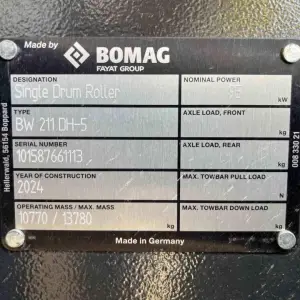 Made by BOMAG
FAYAT GROUP
DESIGNATION
Single Drum Roller
NOMINAL POWER
kW
TYPE
BW 211 DH-5
AXLE LOAD, FRONT
kg
SERIAL NUMBER
101587661113
AXLE LOAD, REAR
kg
YEAR OF CONSTRUCTION
2024
MAX. TOWBAR PULL LOAD
N
OPERATING MASS / MAX. MASS
10770 / 13780
kg
MAX. TOWBAR DOWN LOAD
kg
Made in Germany
Hellerwald, 56154 Boppard
008 330 21